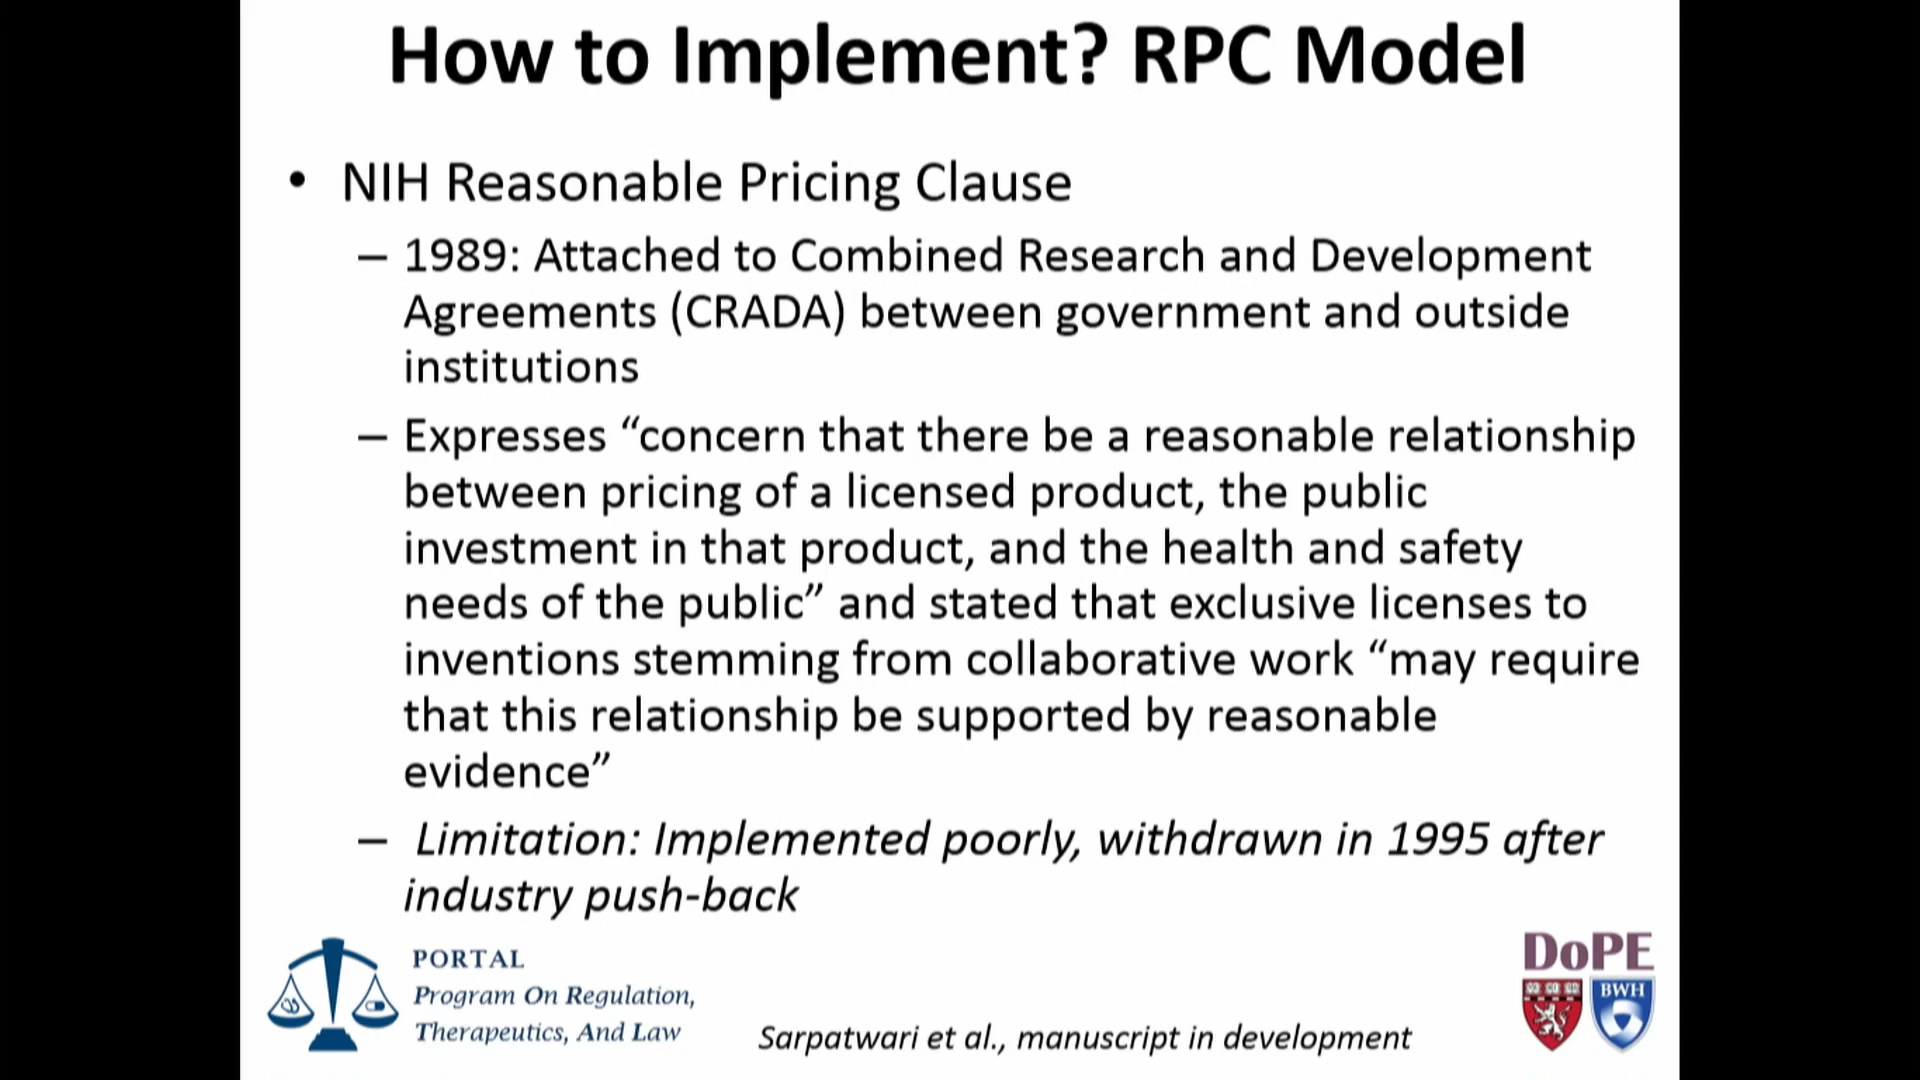 How to Implement? RPC Model
• NIH Reasonable Pricing Clause
– 1989: Attached to Combined Research and Development
Agreements (CRADA) between government and outside
institutions
– Expresses “concern that there be a reasonable relationship
between pricing of a licensed product, the public
investment in that product, and the health and safety
needs of the public” and stated that exclusive licenses to
inventions stemming from collaborative work “may require
that this relationship be supported by reasonable
evidence”
– Limitation: Implemented poorly, withdrawn in 1995 after
industry push-back
PORTAL
Program On Regulation,
Therapeutics, And Law
Sarpatwari et al., manuscript in development
DoPE
BWH